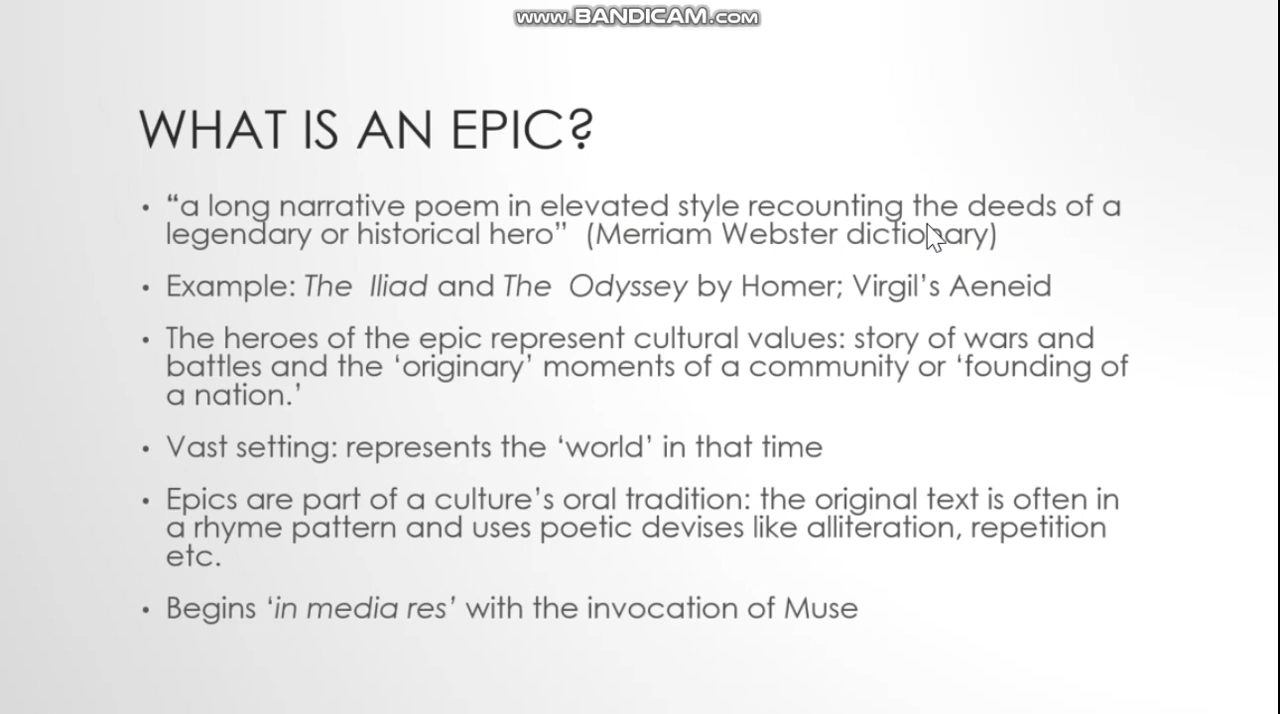 www.BANDICAM.com
WHAT IS AN EPIC?
• “a long narrative poem in elevated style recounting the deeds of a
legendary or historical hero” (Merriam Webster dictionary)
• Example: The Iliad and The Odyssey by Homer; Virgil’s Aeneid
• The heroes of the epic represent cultural values: story of wars and
battles and the ‘originary’ moments of a community or ‘founding of
a nation.’
• Vast setting: represents the ‘world’ in that time
• Epics are part of a culture’s oral tradition: the original text is often in
a rhyme pattern and uses poetic devises like alliteration, repetition
etc.
• Begins ‘in media res’ with the invocation of Muse